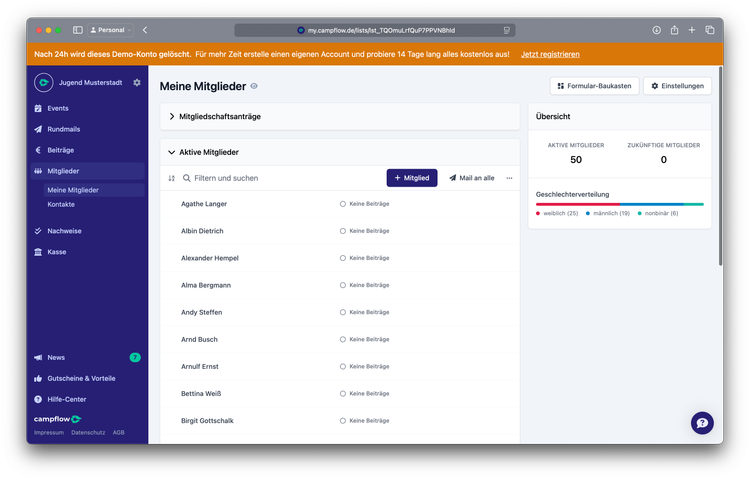 Personal
my.campflow.de/lists/lst_TQOmuLrfQuP7PPVNBhld
Nach 24h wird dieses Demo-Konto gelöscht. Für mehr Zeit erstelle einen eigenen Account und probiere 14 Tage lang alles kostenlos aus! Jetzt registrieren
Jugend Musterstadt
Events
Rundmails
Beiträge
Mitglieder
Meine Mitglieder
Kontakte
Nachweise
Kasse
News 7
Gutscheine & Vorteile
Hilfe-Center
campflow
Impressum Datenschutz AGB
Meine Mitglieder
Formular-Baukasten
Einstellungen
Mitgliedschaftsanträge
Aktive Mitglieder
Filtern und suchen
+ Mitglied
Mail an alle
Agathe Langer Keine Beiträge
Albin Dietrich Keine Beiträge
Alexander Hempel Keine Beiträge
Alma Bergmann Keine Beiträge
Andy Steffen Keine Beiträge
Arnd Busch Keine Beiträge
Arnulf Ernst Keine Beiträge
Bettina Weiß Keine Beiträge
Birgit Gottschalk Keine Beiträge
Übersicht
AKTIVE MITGLIEDER ZUKÜNFTIGE MITGLIEDER
50 0
Geschlechterverteilung
weiblich (25) männlich (19) nonbinär (6)